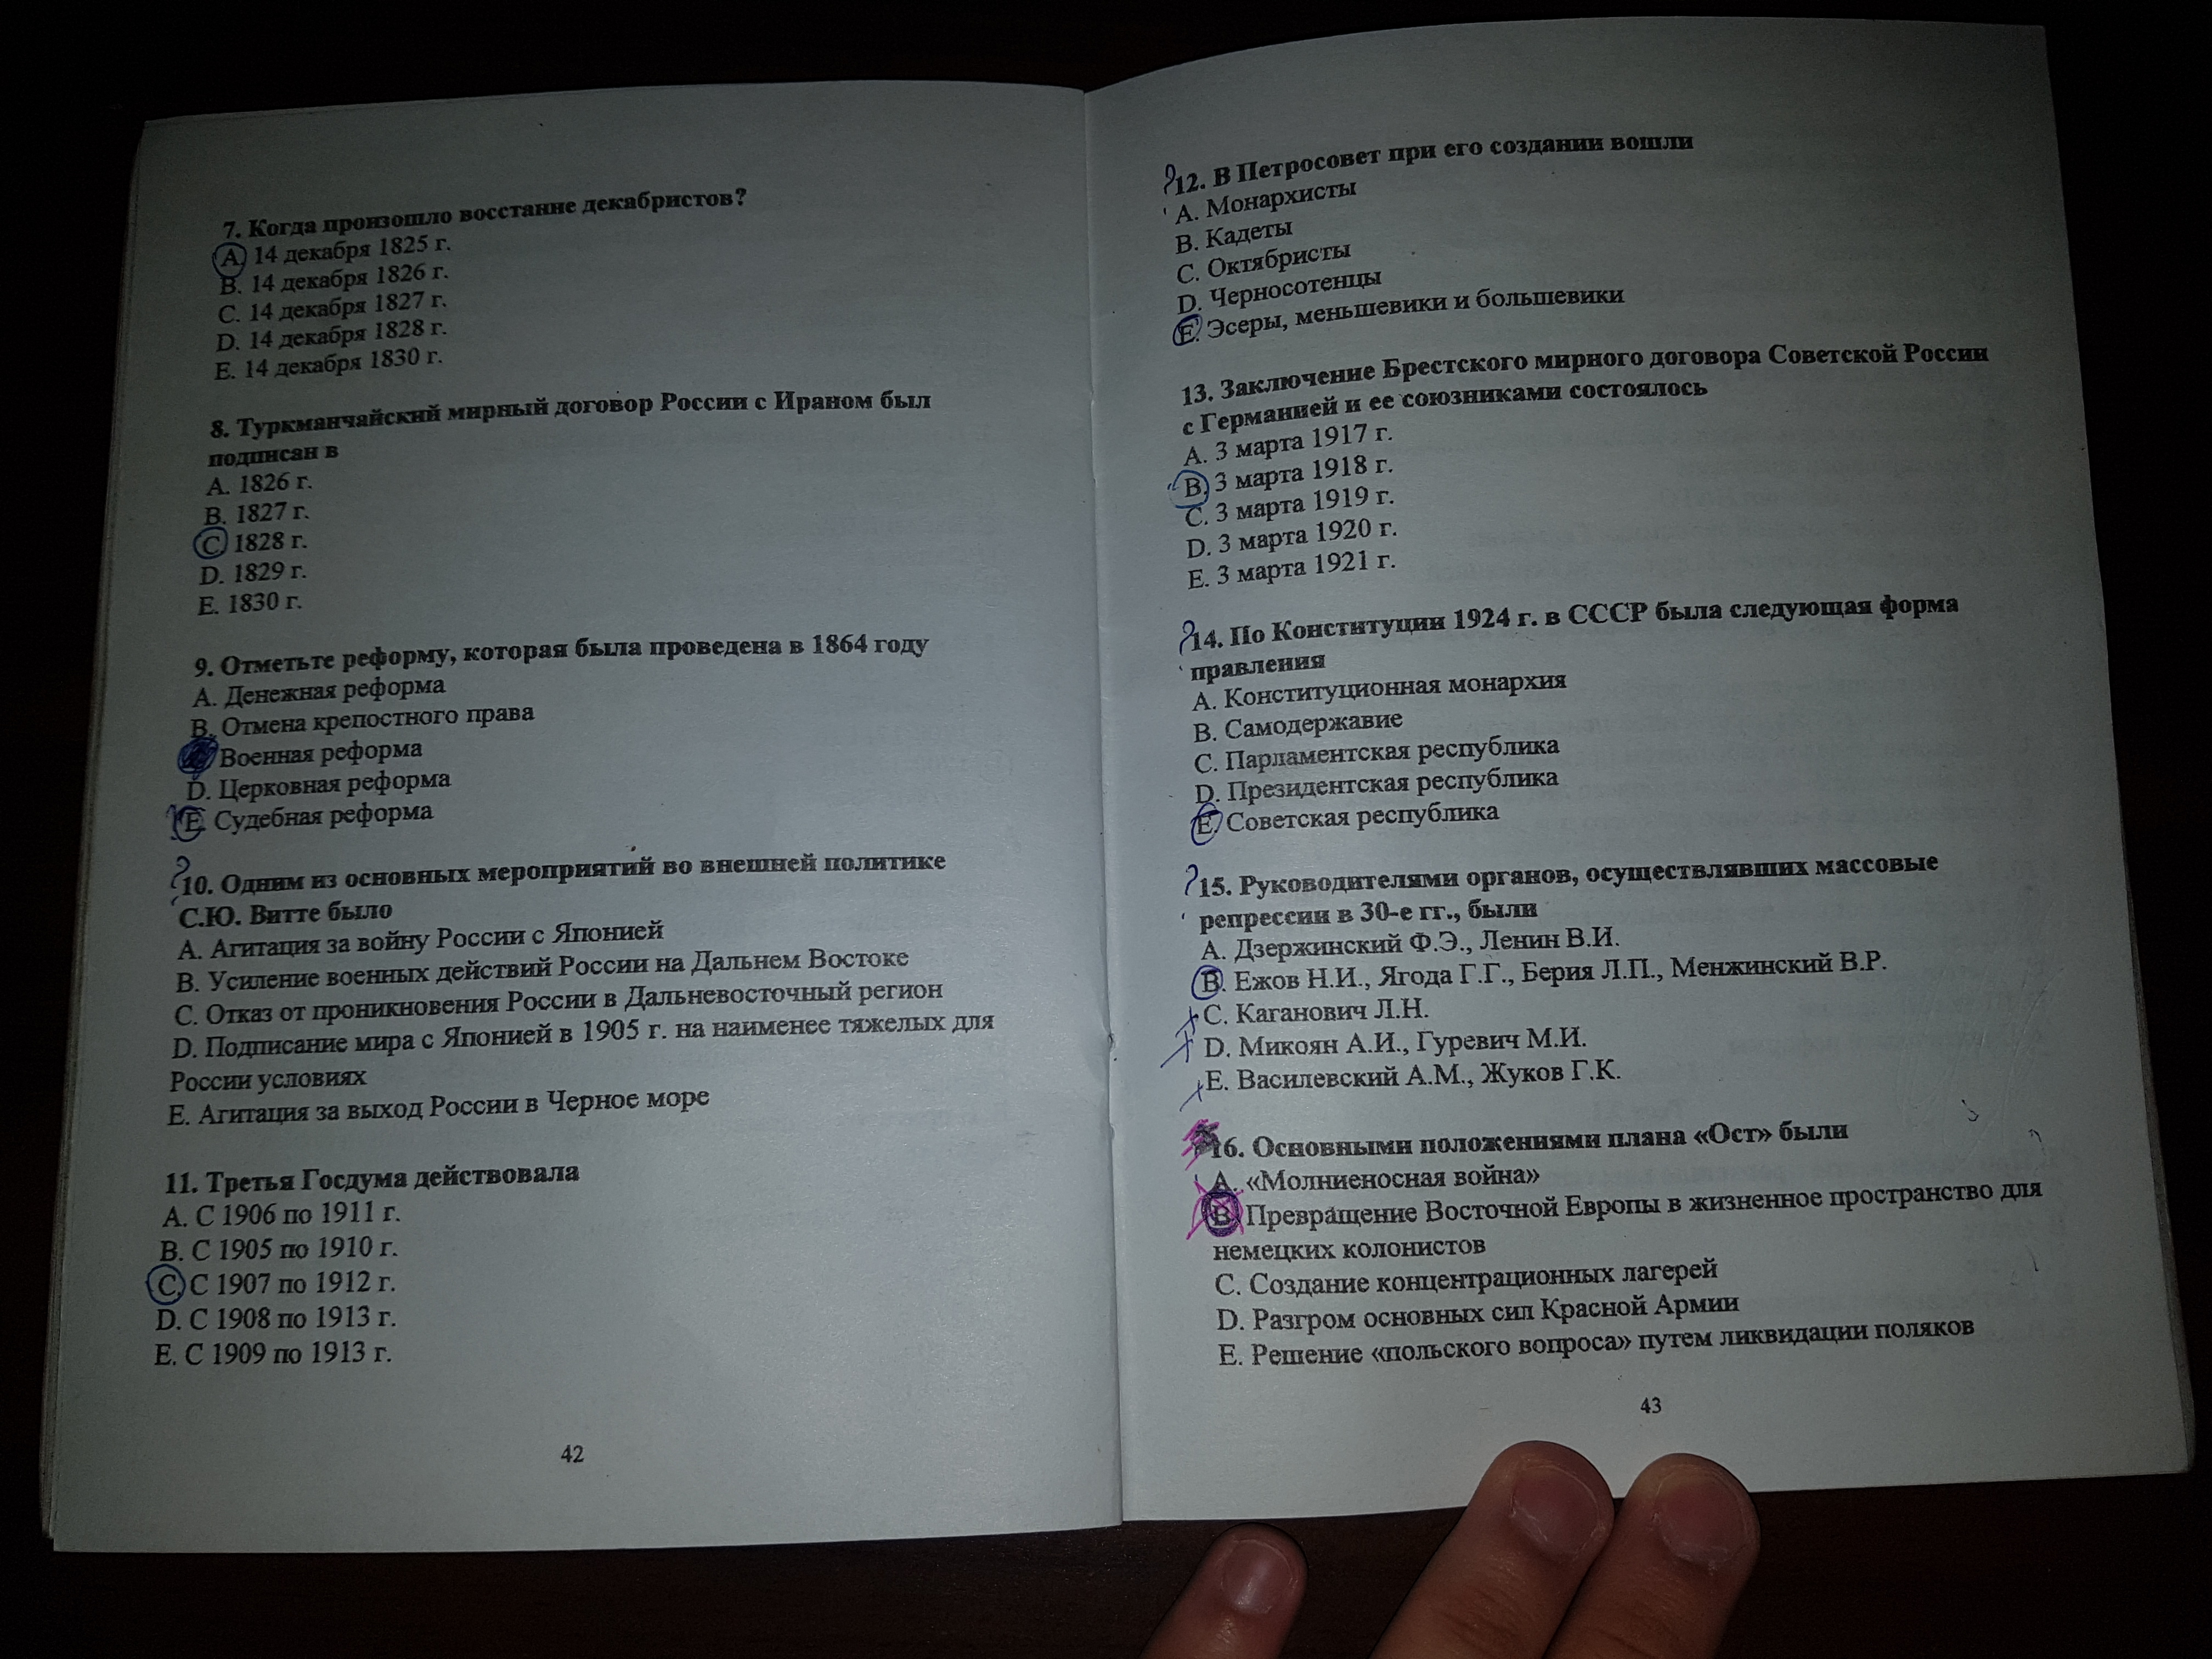 7. Когда произошло восстание декабристов?
A. 14 декабря 1825 г.
B. 14 декабря 1826 г.
C. 14 декабря 1827 г.
D. 14 декабря 1828 г.
E. 14 декабря 1830 г.
8. Туркманчайский мирный договор России с Ираном был
подписан в
A. 1826 г.
B. 1827 г.
C. 1828 г.
D. 1829 г.
E. 1830 г.
9. Отметьте реформу, которая была проведена в 1864 году
A. Денежная реформа
B. Отмена крепостного права
Военная реформа
D. Церковная реформа
E. Судебная реформа
? 10. Одним из основных мероприятий во внешней политике
С.Ю. Витте было
A. Агитация за войну России с Японией
B. Усиление военных действий России на Дальнем Востоке
C. Отказ от проникновения России в Дальневосточный регион
D. Подписание мира с Японией в 1905 г. на наименее тяжелых для
России условиях
E. Агитация за выход России в Черное море
11. Третья Госдума действовала
A. С 1906 по 1911 г.
B. С 1905 по 1910 г.
C. С 1907 по 1912 г.
D. С 1908 по 1913 г.
E. С 1909 по 1913 г.
42
? 12. В Петросовет при его создании вошли
A. Монархисты
B. Кадеты
C. Октябристы
D. Черносотенцы
E. Эсеры, меньшевики и большевики
13. Заключение Брестского мирного договора Советской России
с Германией и ее союзниками состоялось
A. 3 марта 1917 г.
B. 3 марта 1918 г.
C. 3 марта 1919 г.
D. 3 марта 1920 г.
E. 3 марта 1921 г.
? 14. По Конституции 1924 г. в СССР была следующая форма
правления
A. Конституционная монархия
B. Самодержавие
C. Парламентская республика
D. Президентская республика
E. Советская республика
? 15. Руководителями органов, осуществлявших массовые
репрессии в 30-е гг., были
A. Дзержинский Ф.Э., Ленин В.И.
B. Ежов Н.И., Ягода Г.Г., Берия Л.П., Менжинский В.Р.
C. Каганович Л.Н.
D. Микоян А.И., Гуревич М.И.
E. Василевский А.М., Жуков Г.К.
16. Основными положениями плана «Ост» были
A. «Молниеносная война»
B. Превращение Восточной Европы в жизненное пространство для
немецких колонистов
C. Создание концентрационных лагерей
D. Разгром основных сил Красной Армии
E. Решение «польского вопроса» путем ликвидации поляков
43